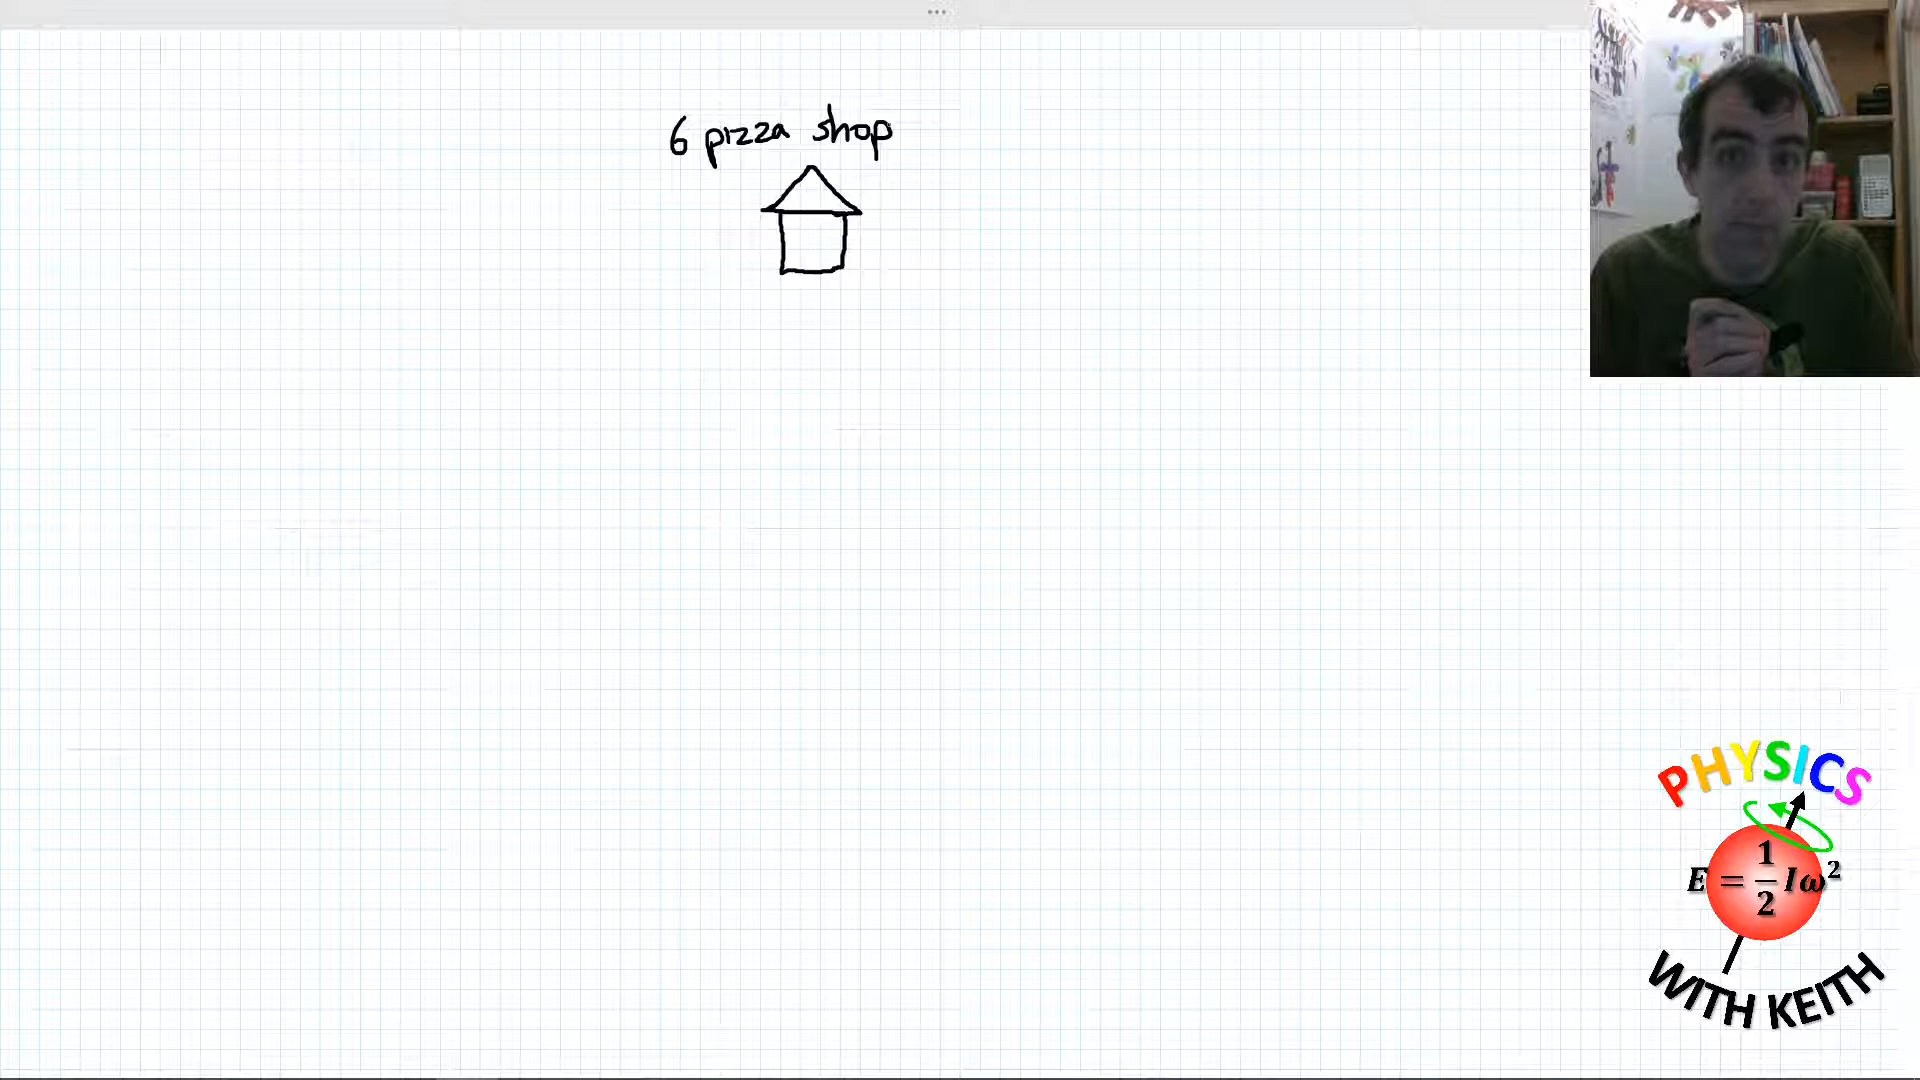 6 pizza shop
PHYSICS
E = 1/2 Iω²
WITH KEITH